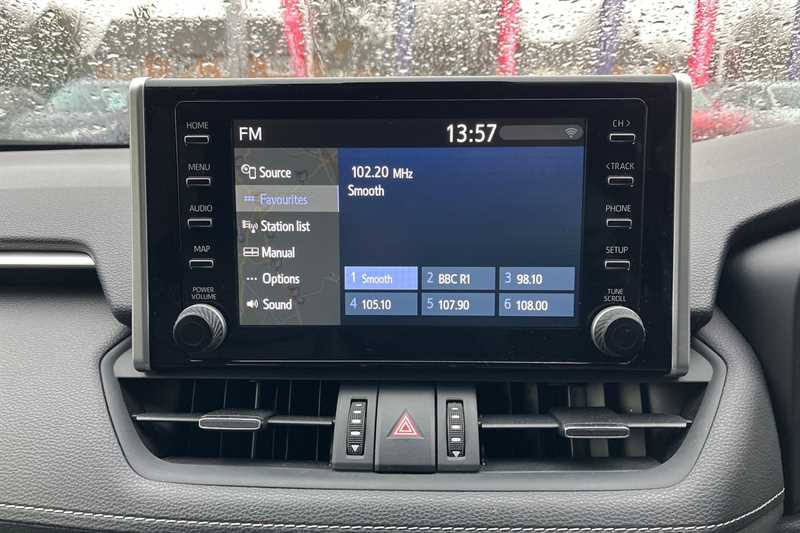 HOME
MENU
AUDIO
MAP
POWER
VOLUME
FM
13:57
Source
Favourites
Station list
Manual
Options
Sound
102.20 MHz
Smooth
1 Smooth
2 BBC R1
3 98.10
4 105.10
5 107.90
6 108.00
CH >
< TRACK
PHONE
SETUP
TUNE
SCROLL